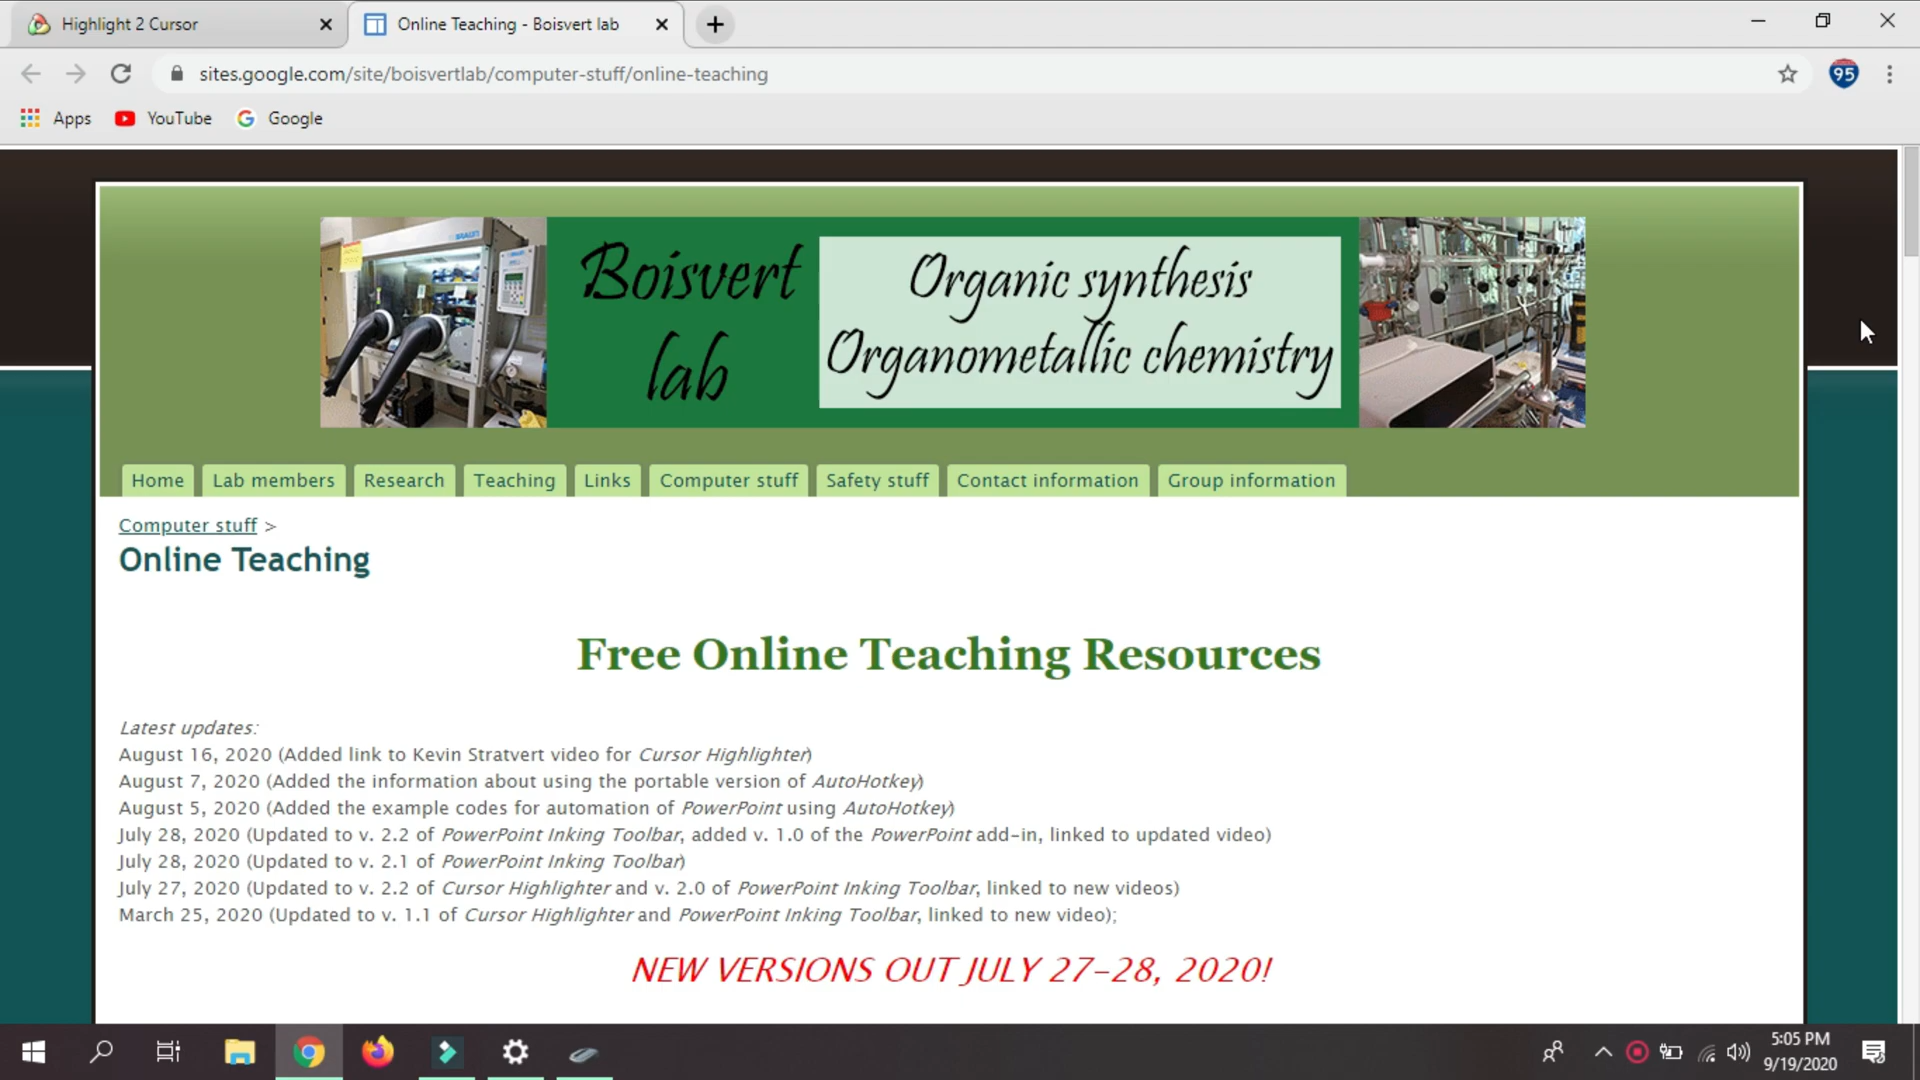 Highlight 2 Cursor
Online Teaching - Boisvert lab
sites.google.com/site/boisvertlab/computer-stuff/online-teaching
95
Apps YouTube Google
BRAUN
Boisvert
lab
Organic synthesis
Organometallic chemistry
Home Lab members Research Teaching Links Computer stuff Safety stuff Contact information Group information
Computer stuff >
Online Teaching
Free Online Teaching Resources
Latest updates:
August 16, 2020 (Added link to Kevin Stratvert video for Cursor Highlighter)
August 7, 2020 (Added the information about using the portable version of AutoHotkey)
August 5, 2020 (Added the example codes for automation of PowerPoint using AutoHotkey)
July 28, 2020 (Updated to v. 2.2 of PowerPoint Inking Toolbar, added v. 1.0 of the PowerPoint add-in, linked to updated video)
July 28, 2020 (Updated to v. 2.1 of PowerPoint Inking Toolbar)
July 27, 2020 (Updated to v. 2.2 of Cursor Highlighter and v. 2.0 of PowerPoint Inking Toolbar, linked to new videos)
March 25, 2020 (Updated to v. 1.1 of Cursor Highlighter and PowerPoint Inking Toolbar, linked to new video);
NEW VERSIONS OUT JULY 27-28, 2020!
5:05 PM
9/19/2020